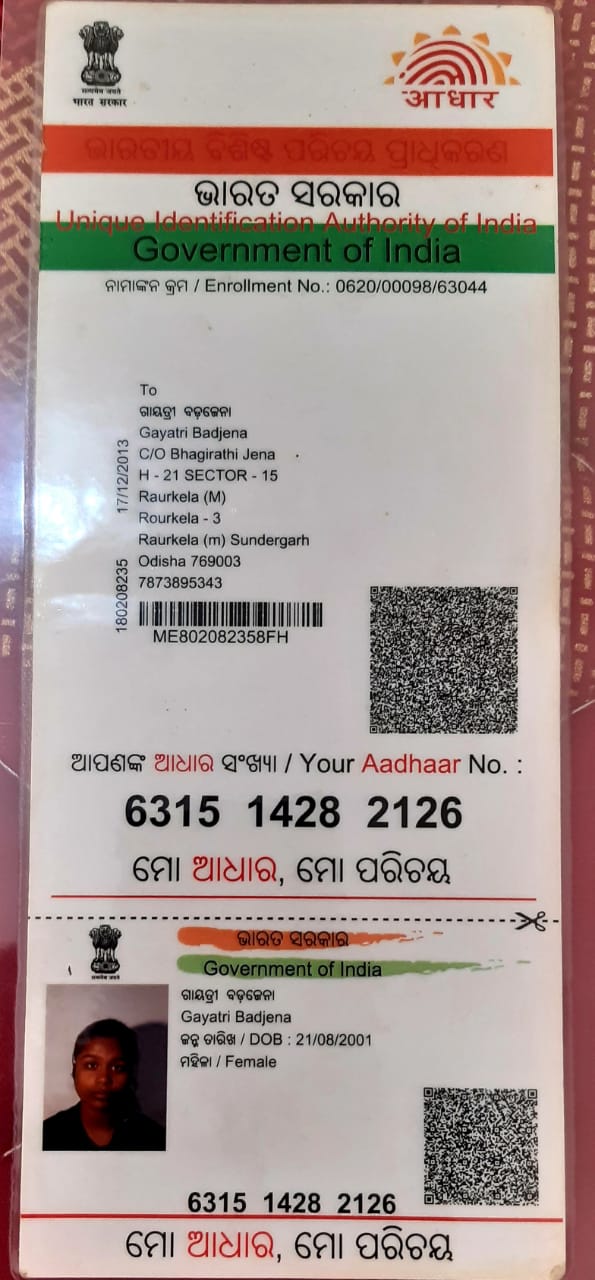 भारत सरकार
आधार
ଭାରତୀୟ ବିଶିଷ୍ଟ ପରିଚୟ ପ୍ରାଧିକରଣ
ଭାରତ ସରକାର
Unique Identification Authority of India
Government of India
ନାମାଙ୍କନ କ୍ରମ / Enrollment No.: 0620/00098/63044
To
ଗାୟତ୍ରୀ ବଡ଼ଜେନା
Gayatri Badjena
C/O Bhagirathi Jena
H - 21 SECTOR - 15
Raurkela (M)
Rourkela - 3
Raurkela (m) Sundergarh
Odisha 769003
7873895343
17/12/2013
180208235
ME802082358FH
ଆପଣଙ୍କ ଆଧାର ସଂଖ୍ୟା / Your Aadhaar No. :
6315 1428 2126
ମୋ ଆଧାର, ମୋ ପରିଚୟ
ଭାରତ ସରକାର
Government of India
ଗାୟତ୍ରୀ ବଡ଼ଜେନା
Gayatri Badjena
ଜନ୍ମ ତାରିଖ / DOB : 21/08/2001
ମହିଳା / Female
6315 1428 2126
ମୋ ଆଧାର, ମୋ ପରିଚୟ